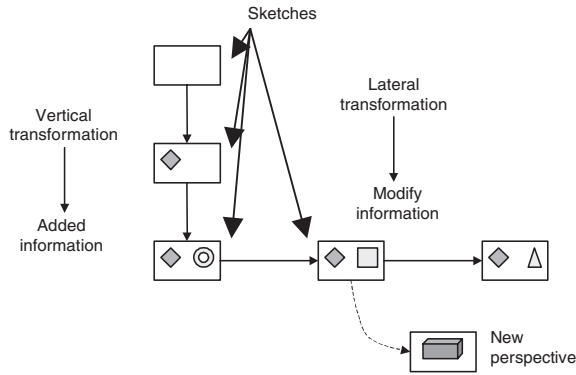 Sketches
Vertical
transformation
Added
information
Lateral
transformation
Modify
information
New
perspective